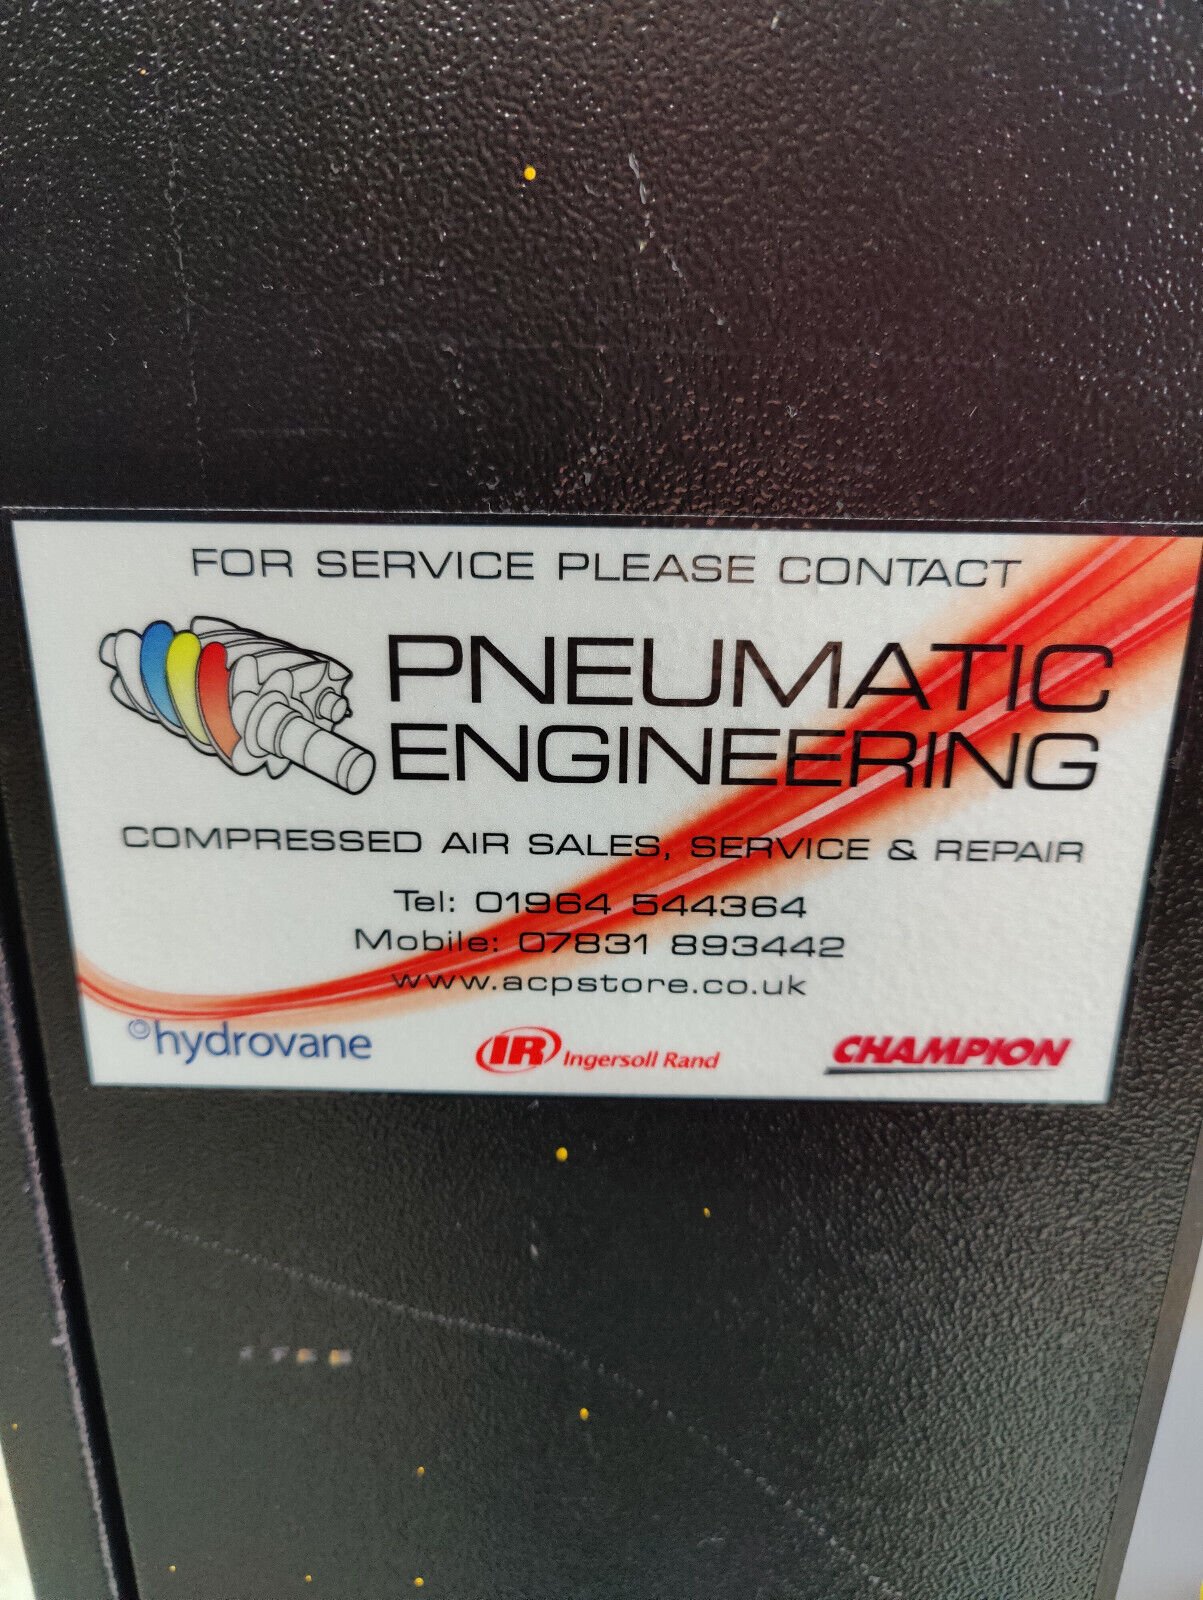 FOR SERVICE PLEASE CONTACT
PNEUMATIC
ENGINEERING
COMPRESSED AIR SALES, SERVICE & REPAIR
Tel: 01964 544364
Mobile: 07831 893442
www.acpstore.co.uk
hydrovane
IR Ingersoll Rand
CHAMPION